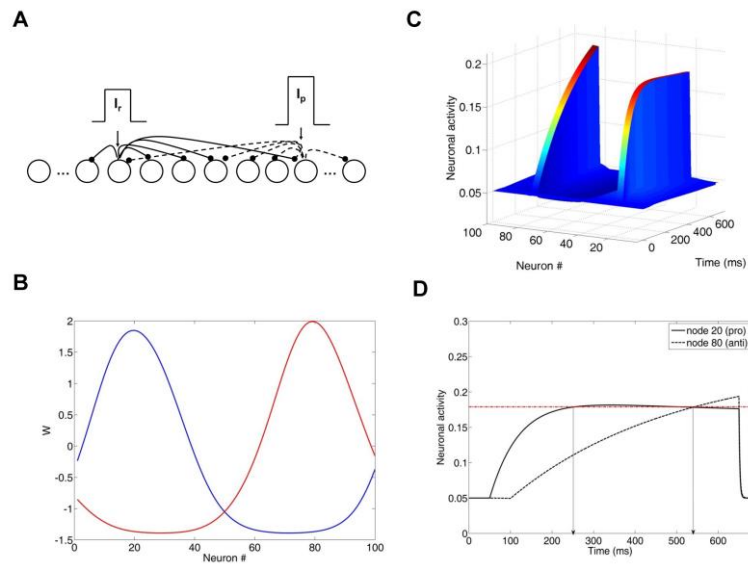 A
I_r
I_p
... ...
B
2
1.5
1
0.5
0
-0.5
-1
-1.5
W
0 20 40 60 80 100
Neuron #
C
0.2
0.15
0.1
0.05
Neuronal activity
100 80 60 40 20
Neuron #
0 200 400 600
Time (ms)
D
0.3
0.25
0.2
0.15
0.1
0.05
0
Neuronal activity
node 20 (pro)
node 80 (anti)
0 100 200 300 400 500 600
Time (ms)